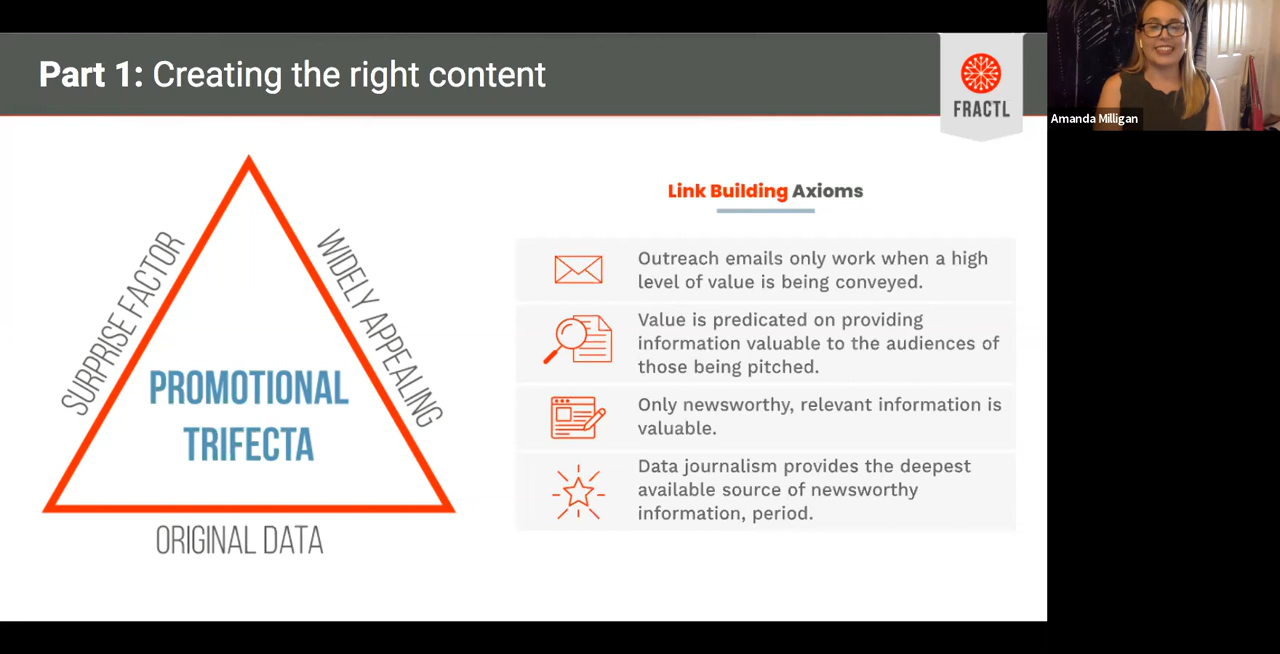 Part 1: Creating the right content
FRACTL
Amanda Milligan
SURPRISE FACTOR
WIDELY APPEALING
PROMOTIONAL
TRIFECTA
ORIGINAL DATA
Link Building Axioms
Outreach emails only work when a high
level of value is being conveyed.
Value is predicated on providing
information valuable to the audiences of
those being pitched.
Only newsworthy, relevant information is
valuable.
Data journalism provides the deepest
available source of newsworthy
information, period.